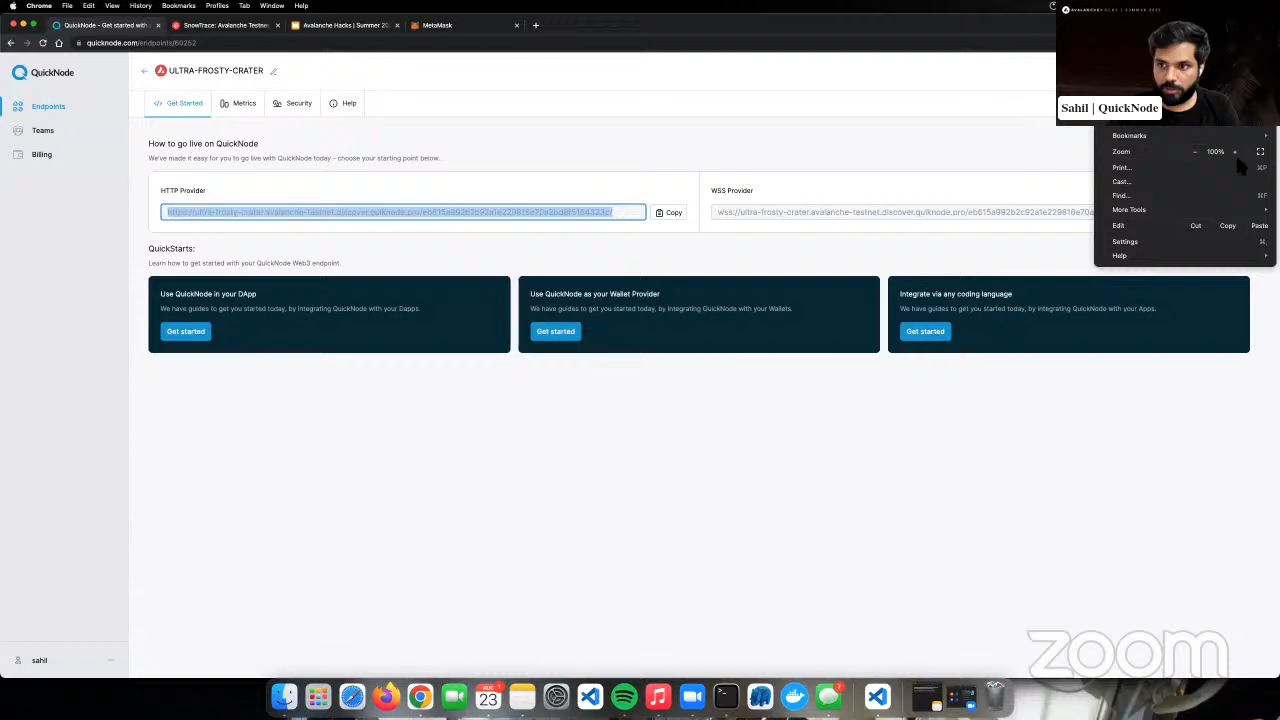 Chrome File Edit View History Bookmarks Profiles Tab Window Help
QuickNode - Get started with
SnowTrace: Avalanche Testnet
Avalanche Hacks | Summer 20
MetaMask
quicknode.com/endpoints/60252
AVALANCHE HACKS | SUMMER 2022
Sahil | QuickNode
QuickNode
ULTRA-FROSTY-CRATER
Endpoints
Teams
Billing
Get Started
Metrics
Security
Help
How to go live on QuickNode
We've made it easy for you to go live with QuickNode today - choose your starting point below.
HTTP Provider
WSS Provider
Copy
QuickStarts:
Learn how to get started with your QuickNode Web3 endpoint.
Use QuickNode in your DApp
We have guides to get you started today, by integrating QuickNode with your Dapps.
Get started
Use QuickNode as your Wallet Provider
We have guides to get you started today, by integrating QuickNode with your Wallets.
Get started
Integrate via any coding language
We have guides to get you started today, by integrating QuickNode with your Apps.
Get started
Bookmarks
Zoom - 100% +
Print... ⌘P
Cast...
Find... ⌘F
More Tools
Edit Cut Copy Paste
Settings ⌘,
Help
sahil
zoom
AUG
23
1
7